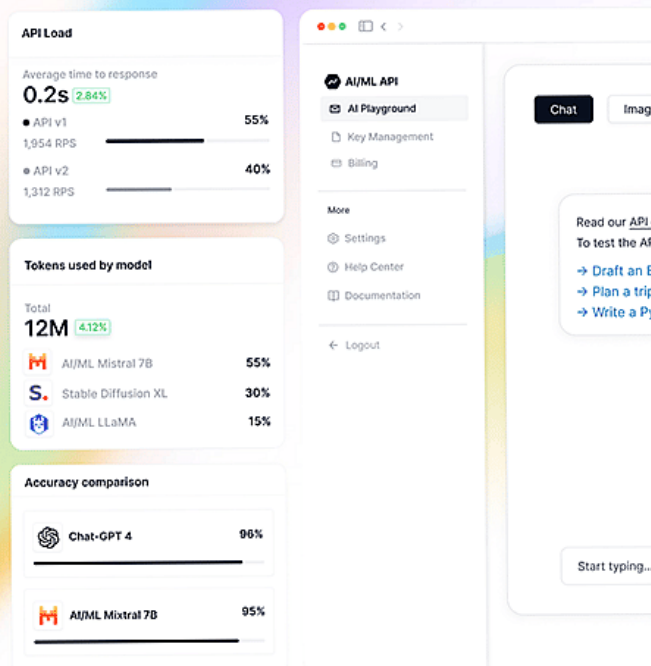 API Load
Average time to response
0.2s 2.84%
API v1 55%
1,954 RPS
API v2 40%
1,312 RPS
Tokens used by model
Total
12M 4.12%
AI/ML Mistral 7B 55%
S. Stable Diffusion XL 30%
AI/ML LLaMA 15%
Accuracy comparison
Chat-GPT 4 96%
AI/ML Mixtral 7B 95%
AI/ML API
AI Playground
Key Management
Billing
More
Settings
Help Center
Documentation
Logout
Chat Imag
Read our API
To test the AP
→ Draft an E
→ Plan a trip
→ Write a Py
Start typing...